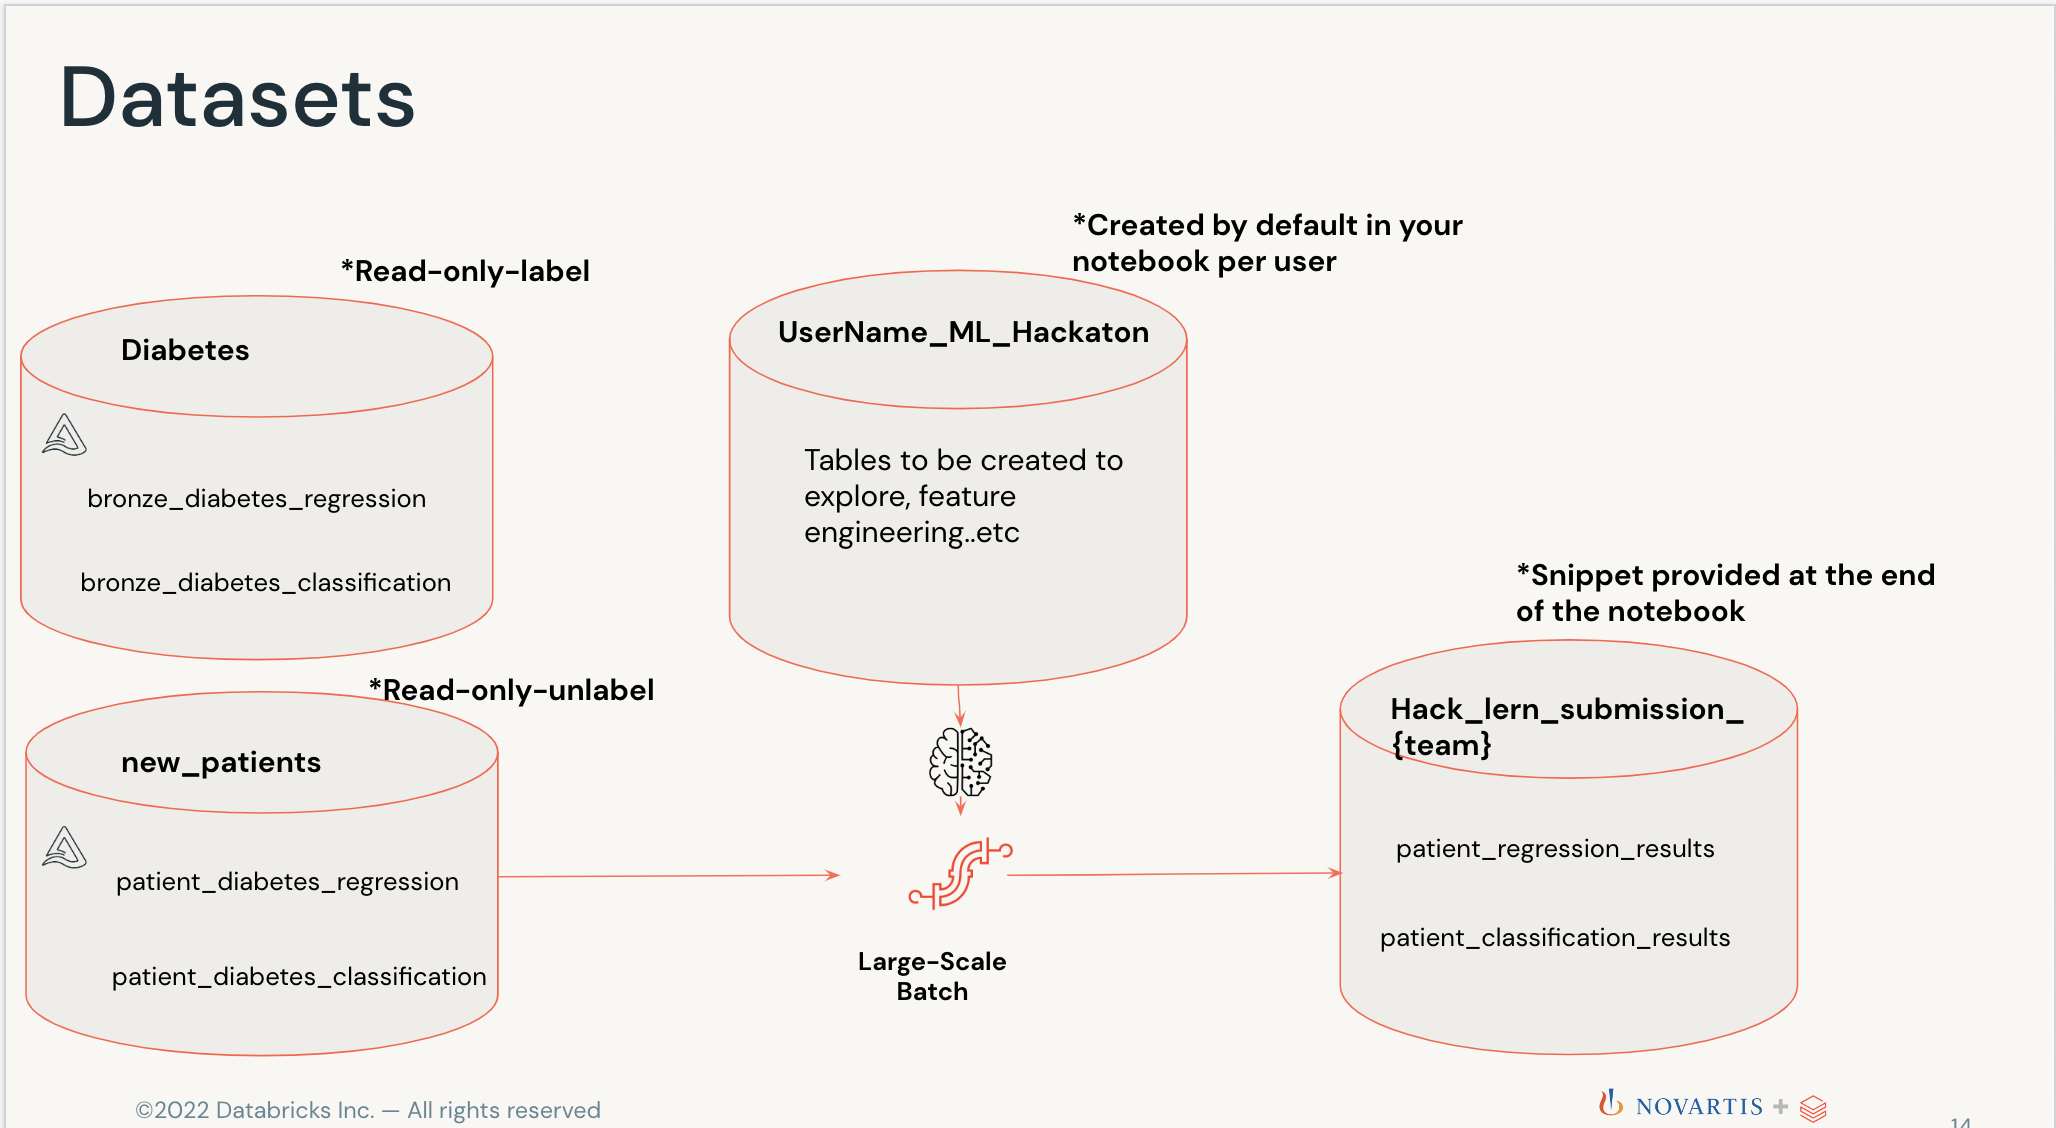 Datasets
*Created by default in your
notebook per user
*Read-only-label
UserName_ML_Hackaton
Diabetes
Tables to be created to
explore, feature
engineering..etc
bronze_diabetes_regression
bronze_diabetes_classification
*Snippet provided at the end
of the notebook
*Read-only-unlabel
Hack_lern_submission_
{team}
new_patients
patient_regression_results
patient_diabetes_regression
patient_classification_results
patient_diabetes_classification
Large-Scale
Batch
©2022 Databricks Inc. — All rights reserved
NOVARTIS +
14